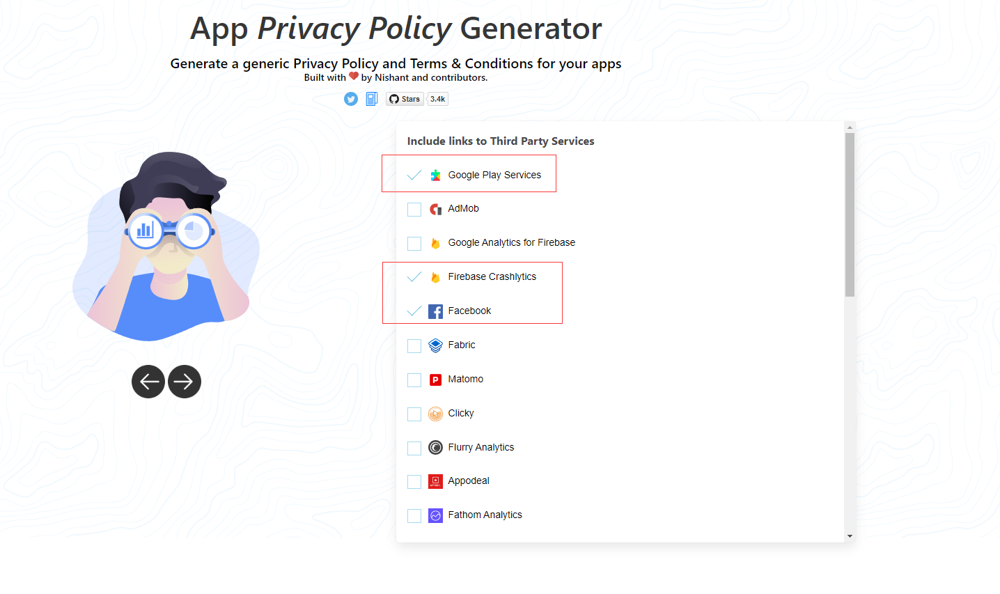 App Privacy Policy Generator
Generate a generic Privacy Policy and Terms & Conditions for your apps
Built with ❤ by Nishant and contributors.
Stars 3.4k
Include links to Third Party Services
Google Play Services
AdMob
Google Analytics for Firebase
Firebase Crashlytics
Facebook
Fabric
Matomo
Clicky
Flurry Analytics
Appodeal
Fathom Analytics